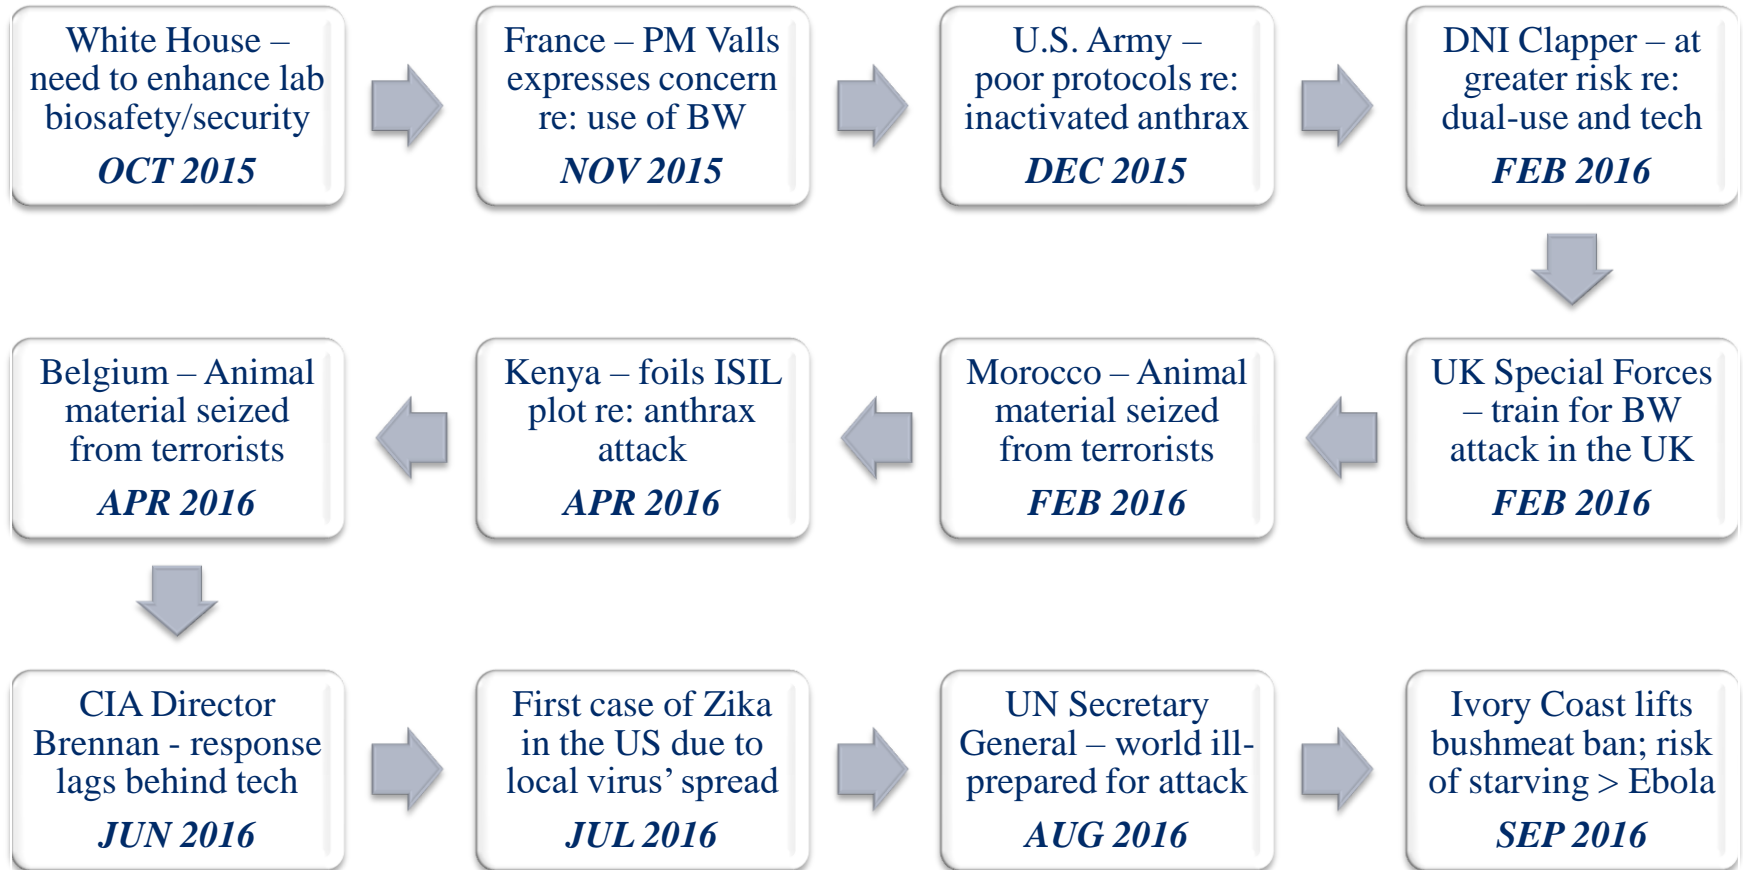 White House –
need to enhance lab
biosafety/security
OCT 2015
France – PM Valls
expresses concern
re: use of BW
NOV 2015
U.S. Army –
poor protocols re:
inactivated anthrax
DEC 2015
DNI Clapper – at
greater risk re:
dual-use and tech
FEB 2016
UK Special Forces
– train for BW
attack in the UK
FEB 2016
Morocco – Animal
material seized
from terrorists
FEB 2016
Kenya – foils ISIL
plot re: anthrax
attack
APR 2016
Belgium – Animal
material seized
from terrorists
APR 2016
CIA Director
Brennan - response
lags behind tech
JUN 2016
First case of Zika
in the US due to
local virus’ spread
JUL 2016
UN Secretary
General – world ill-
prepared for attack
AUG 2016
Ivory Coast lifts
bushmeat ban; risk
of starving > Ebola
SEP 2016